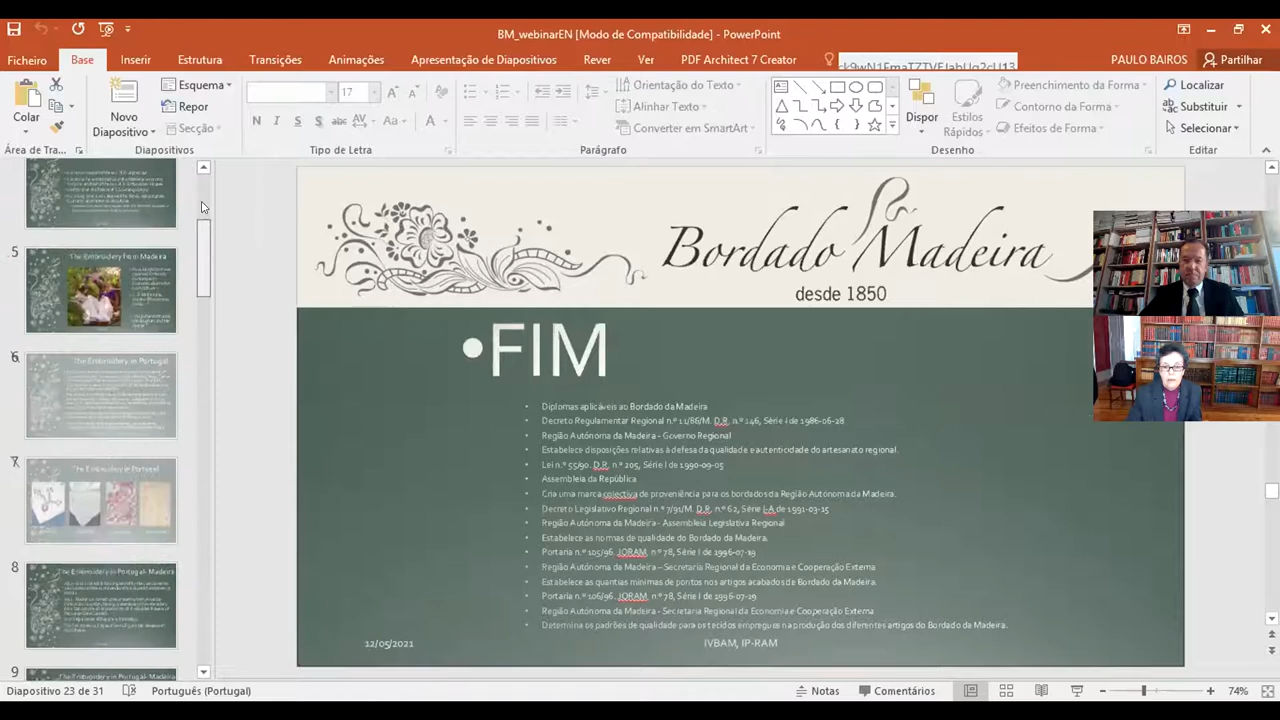 BM_webinarEN [Modo de Compatibilidade] - PowerPoint
Ficheiro Base Inserir Estrutura Transições Animações Apresentação de Diapositivos Rever Ver PDF Architect 7 Creator PAULO BAIROS Partilhar
Colar
Novo Diapositivo
Esquema
Repor
Secção
17
Orientação do Texto
Alinhar Texto
Converter em SmartArt
Dispor
Estilos Rápidos
Preenchimento da Forma
Contorno da Forma
Efeitos de Forma
Localizar
Substituir
Selecionar
Área de Tra... Diapositivos Tipo de Letra Parágrafo Desenho Editar
5
The Embroidery from Madeira
6
The Embroidery in Portugal
7
The Embroidery in Portugal
8
The Embroidery in Portugal- Madeira
9
The Embroidery in Portugal- Madeira
Bordado Madeira
desde 1850
•FIM
• Diplomas aplicáveis ao Bordado da Madeira
• Decreto Regulamentar Regional n.º 11/86/M. D.R. n.º 146, Série I de 1986-06-28
• Região Autónoma da Madeira - Governo Regional
• Estabelece disposições relativas à defesa da qualidade e autenticidade do artesanato regional.
• Lei n.º 55/90. D.R. n.º 205, Série I de 1990-09-05
• Assembleia da República
• Cria uma marca colectiva de proveniência para os bordados da Região Autónoma da Madeira.
• Decreto Legislativo Regional n.º 7/91/M. D.R. n.º 62, Série I-A de 1991-03-15
• Região Autónoma da Madeira - Assembleia Legislativa Regional
• Estabelece as normas de qualidade do Bordado da Madeira.
• Portaria n.º 105/96. JORAM, n.º 78, Série I de 1996-07-19
• Região Autónoma da Madeira – Secretaria Regional da Economia e Cooperação Externa
• Estabelece as quantias mínimas de pontos nos artigos acabados de Bordado da Madeira.
• Portaria n.º 106/96. JORAM, n.º 78, Série I de 1996-07-19
• Região Autónoma da Madeira - Secretaria Regional da Economia e Cooperação Externa
• Determina os padrões de qualidade para os tecidos empregues na produção dos diferentes artigos do Bordado da Madeira.
12/05/2021 IVBAM, IP-RAM
Diapositivo 23 de 31 Português (Portugal) Notas Comentários 74%